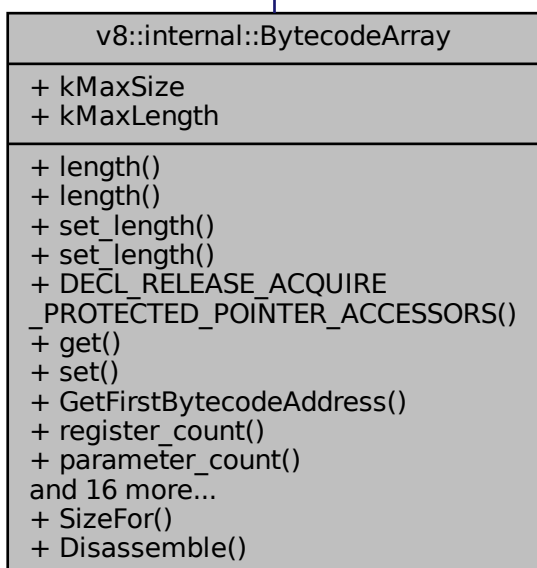 v8::internal::BytecodeArray
+ kMaxSize
+ kMaxLength
+ length()
+ length()
+ set_length()
+ set_length()
+ DECL_RELEASE_ACQUIRE
_PROTECTED_POINTER_ACCESSORS()
+ get()
+ set()
+ GetFirstBytecodeAddress()
+ register_count()
+ parameter_count()
and 16 more...
+ SizeFor()
+ Disassemble()